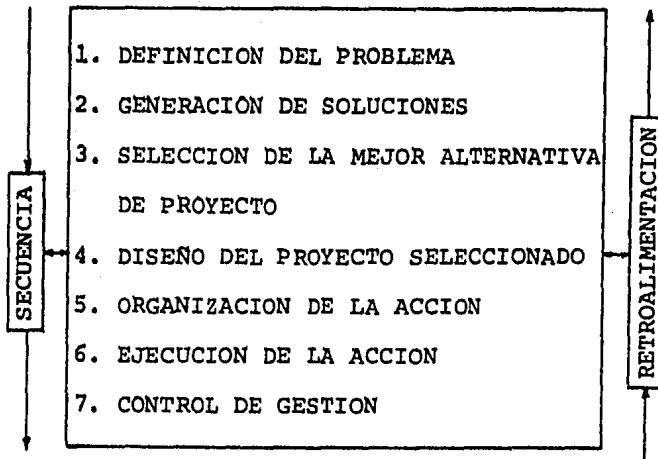 1. DEFINICION DEL PROBLEMA
2. GENERACIÓN DE SOLUCIONES
3. SELECCION DE LA MEJOR ALTERNATIVA
DE PROYECTO
4. DISEÑO DEL PROYECTO SELECCIONADO
5. ORGANIZACION DE LA ACCION
6. EJECUCION DE LA ACCION
7. CONTROL DE GESTION
SECUENCIA
RETROALIMENTACION